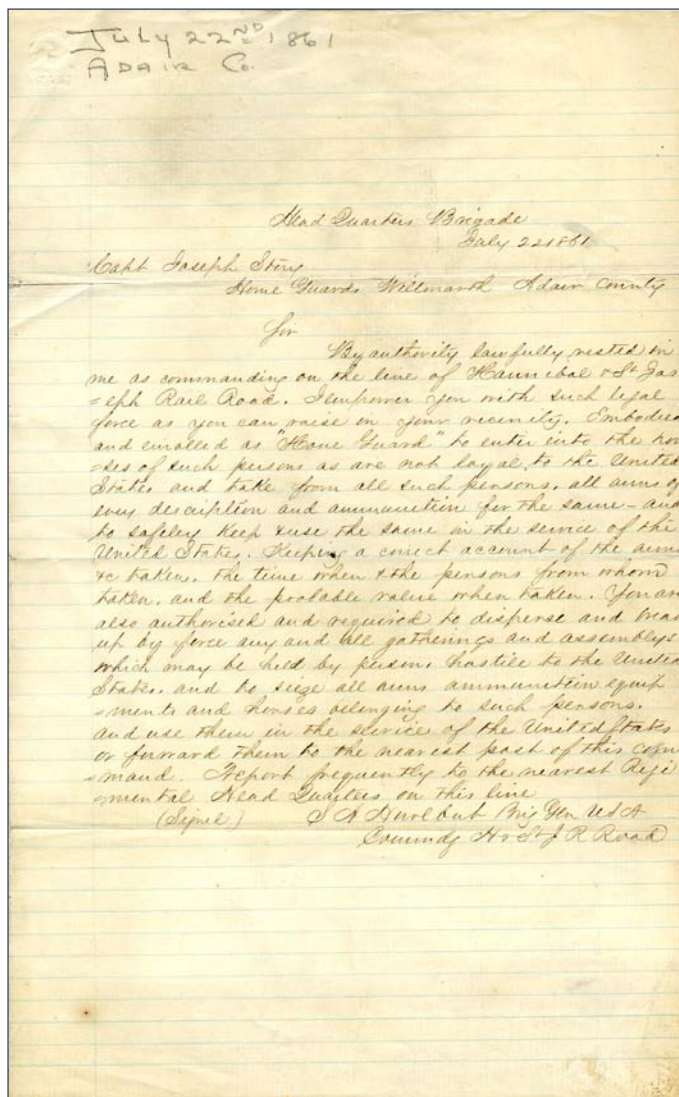 July 22ND 1861
ADAIR Co.
Head Quarters Brigade
July 22 1861
Capt Joseph Story
Home Guards Willmarth Adair County
Sir
By authority lawfully vested in
me as commanding on the line of Hannibal & St Jos
=eph Rail Road. I empower you with such legal
force as you can raise in your vicinity. Embodied
and enrolled as "Home Guard" to enter into the hou
=ses of such persons as are not loyal, to the United
States and take from all such persons, all arms of
every discription and ammunition for the same - and
to safeley keep & use the same in the service of the
United States. Keeping a correct account of the arms
&c taken. the time when & the persons from whom
taken. and the probable value when taken. You are
also authorised and required to disperse and break
up by force any and all gatherings and assemblys
which may be held by persons hostile to the United
States. and to seize all arms ammunition equip
=ments and horses belonging to such persons.
and use them in the service of the United States
or forward them to the nearest post of this com
=mand. & report frequently to the nearest Regi
=mental Head Quarters on this line
(Signed) S A Hurlbut Brig Gen U S A
Commdg H & St J R Road